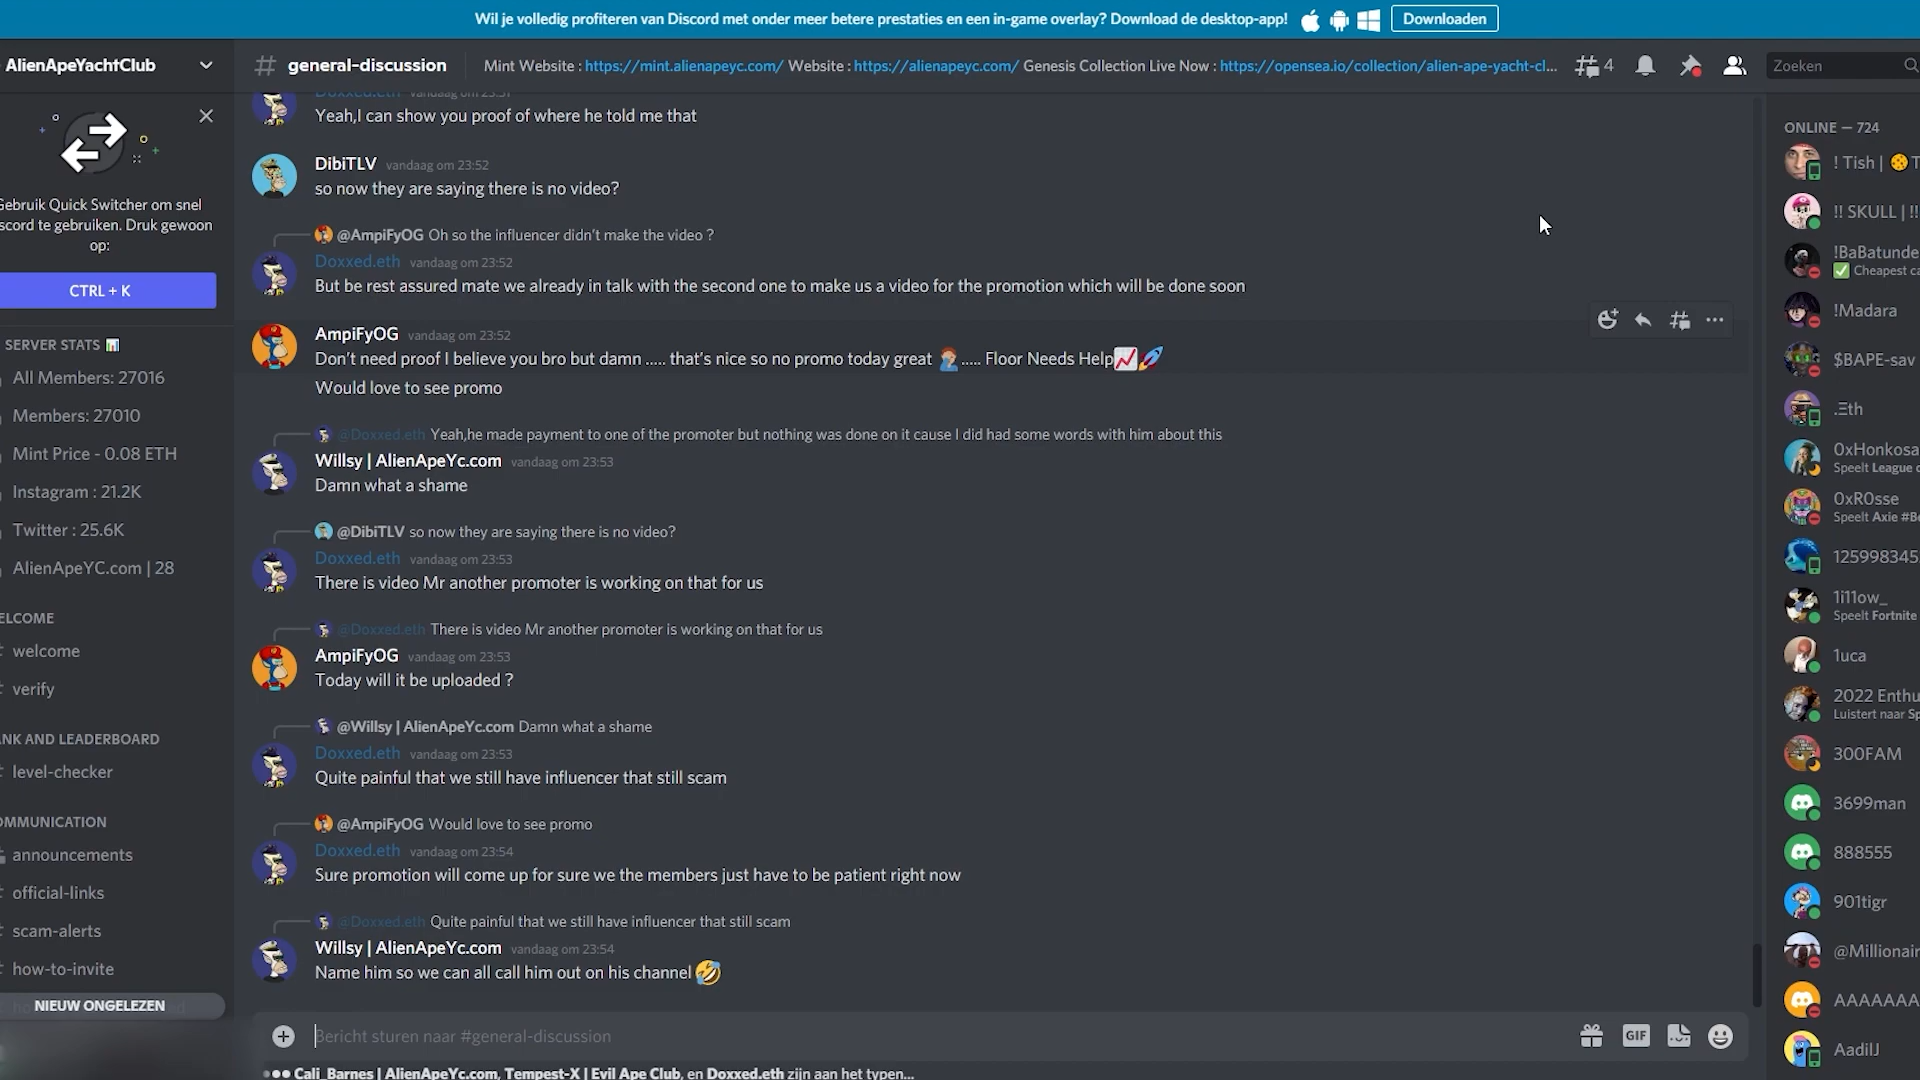 Wil je volledig profiteren van Discord met onder meer betere prestaties en een in-game overlay? Download de desktop-app! Downloaden
AlienApeYachtClub
# general-discussion
Mint Website : https://mint.alienapeyc.com/ Website : https://alienapeyc.com/ Genesis Collection Live Now : https://opensea.io/collection/alien-ape-yacht-cl...
4
Zoeken
Gebruik Quick Switcher om snel
scord te gebruiken. Druk gewoon
op:
CTRL + K
SERVER STATS
All Members: 27016
Members: 27010
Mint Price - 0.08 ETH
Instagram : 21.2K
Twitter : 25.6K
AlienApeYC.com | 28
ELCOME
welcome
verify
NK AND LEADERBOARD
level-checker
OMMUNICATION
announcements
official-links
scam-alerts
how-to-invite
NIEUW ONGELEZEN
Doxxed.eth vandaag om 23:51
Yeah,I can show you proof of where he told me that
DibiTLV vandaag om 23:52
so now they are saying there is no video?
@AmpiFyOG Oh so the influencer didn't make the video ?
Doxxed.eth vandaag om 23:52
But be rest assured mate we already in talk with the second one to make us a video for the promotion which will be done soon
AmpiFyOG vandaag om 23:52
Don't need proof I believe you bro but damn ..... that's nice so no promo today great 🤦..... Floor Needs Help📈🚀
Would love to see promo
@Doxxed.eth Yeah,he made payment to one of the promoter but nothing was done on it cause I did had some words with him about this
Willsy | AlienApeYc.com vandaag om 23:53
Damn what a shame
@DibiTLV so now they are saying there is no video?
Doxxed.eth vandaag om 23:53
There is video Mr another promoter is working on that for us
@Doxxed.eth There is video Mr another promoter is working on that for us
AmpiFyOG vandaag om 23:53
Today will it be uploaded ?
@Willsy | AlienApeYc.com Damn what a shame
Doxxed.eth vandaag om 23:53
Quite painful that we still have influencer that still scam
@AmpiFyOG Would love to see promo
Doxxed.eth vandaag om 23:54
Sure promotion will come up for sure we the members just have to be patient right now
@Doxxed.eth Quite painful that we still have influencer that still scam
Willsy | AlienApeYc.com vandaag om 23:54
Name him so we can all call him out on his channel 🤣
Bericht sturen naar #general-discussion
GIF
Cali_Barnes | AlienApeYc.com, Tempest-X | Evil Ape Club, en Doxxed.eth zijn aan het typen...
ONLINE — 724
! Tish | 🍪 T
!! SKULL | !!
!BaBatunde
✅ Cheapest ca
!Madara
$BAPE-sav
.Ξth
0xHonkosa
Speelt League o
0xR0sse
Speelt Axie #Be
125998345
1i11ow_
Speelt Fortnite
1uca
2022 Enthu
Luistert naar Sp
300FAM
3699man
888555
901tigr
@Millionair
AAAAAAA
AadilJ